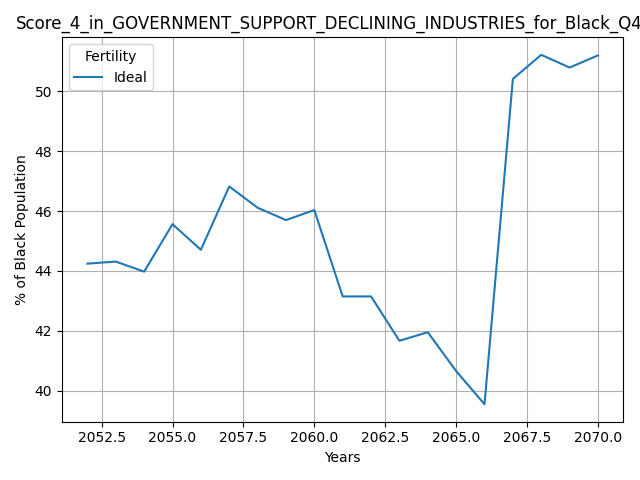 Score_4_in_GOVERNMENT_SUPPORT_DECLINING_INDUSTRIES_for_Black_Q4
Fertility
Ideal
% of Black Population
50
48
46
44
42
40
2052.5 2055.0 2057.5 2060.0 2062.5 2065.0 2067.5 2070.0
Years